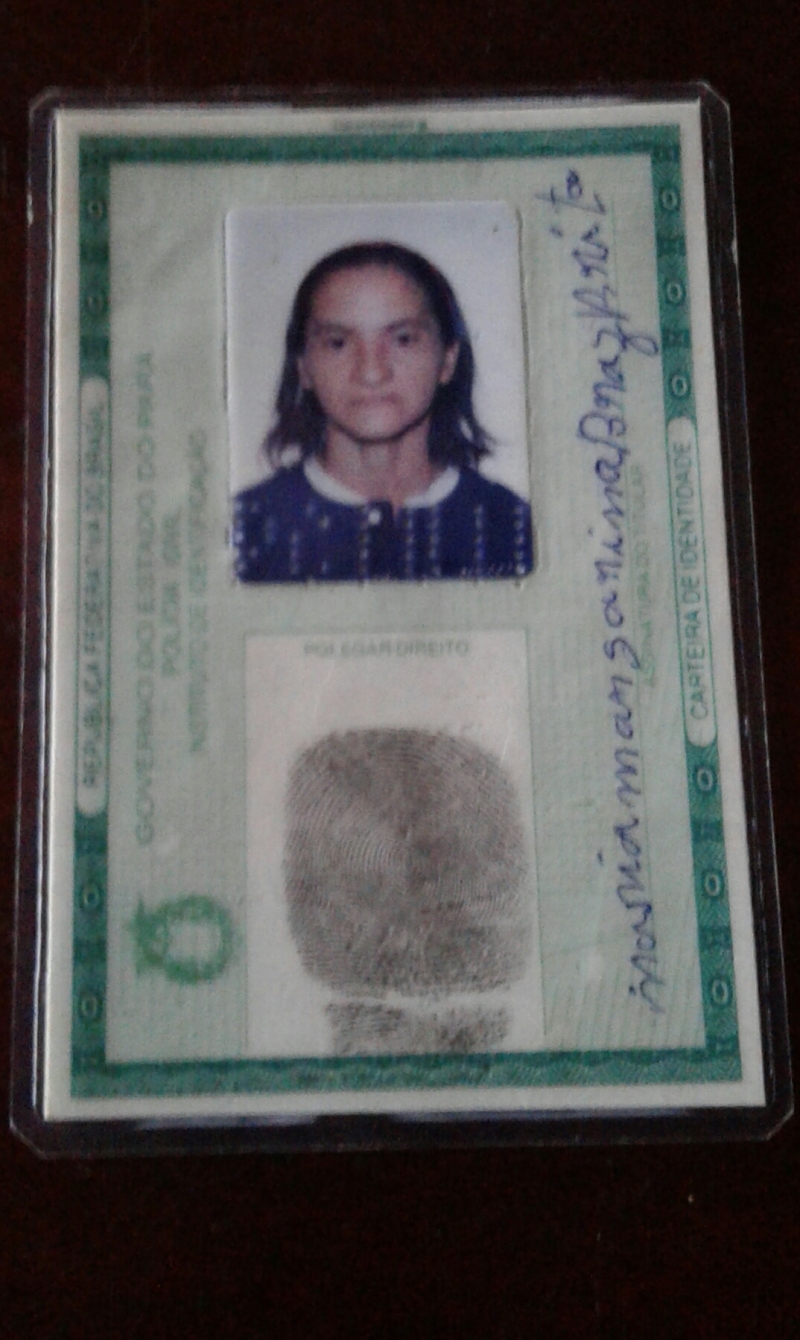 REPÚBLICA FEDERATIVA DO BRASIL
GOVERNO DO ESTADO DO PARÁ
POLÍCIA CIVIL
INSTITUTO DE IDENTIFICAÇÃO
POLEGAR DIREITO
maria margarina Braz Brito
ASSINATURA DO TITULAR
CARTEIRA DE IDENTIDADE